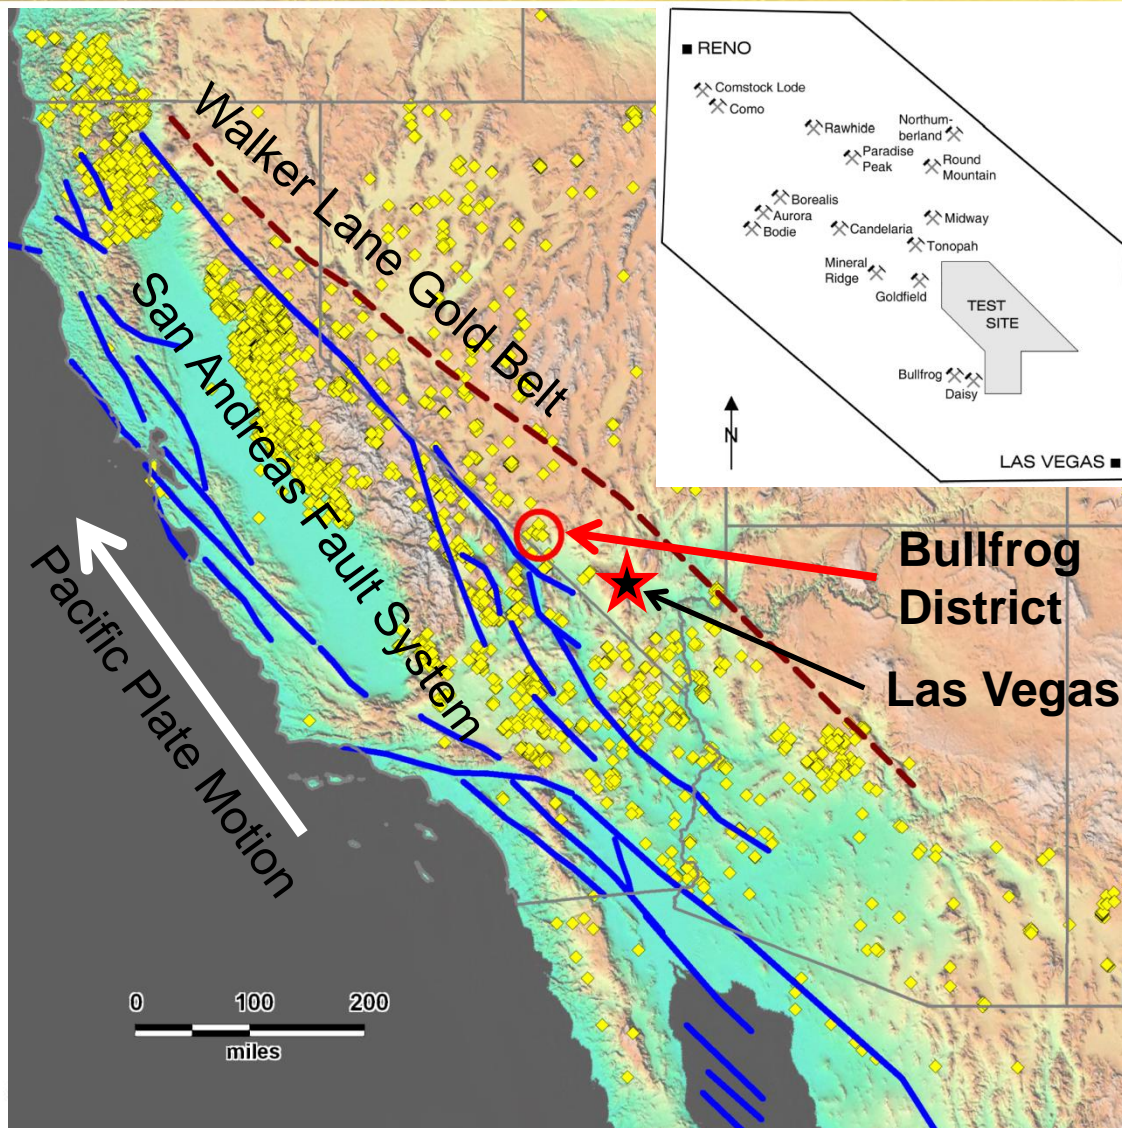 Walker Lane Gold Belt
San Andreas Fault System
Pacific Plate Motion
Bullfrog
District
Las Vegas
0 100 200
miles
RENO
Comstock Lode
Como
Rawhide
Northum-
berland
Paradise
Peak
Round
Mountain
Borealis
Aurora
Bodie
Candelaria
Midway
Tonopah
Mineral
Ridge
Goldfield
TEST
SITE
Bullfrog
Daisy
N
LAS VEGAS